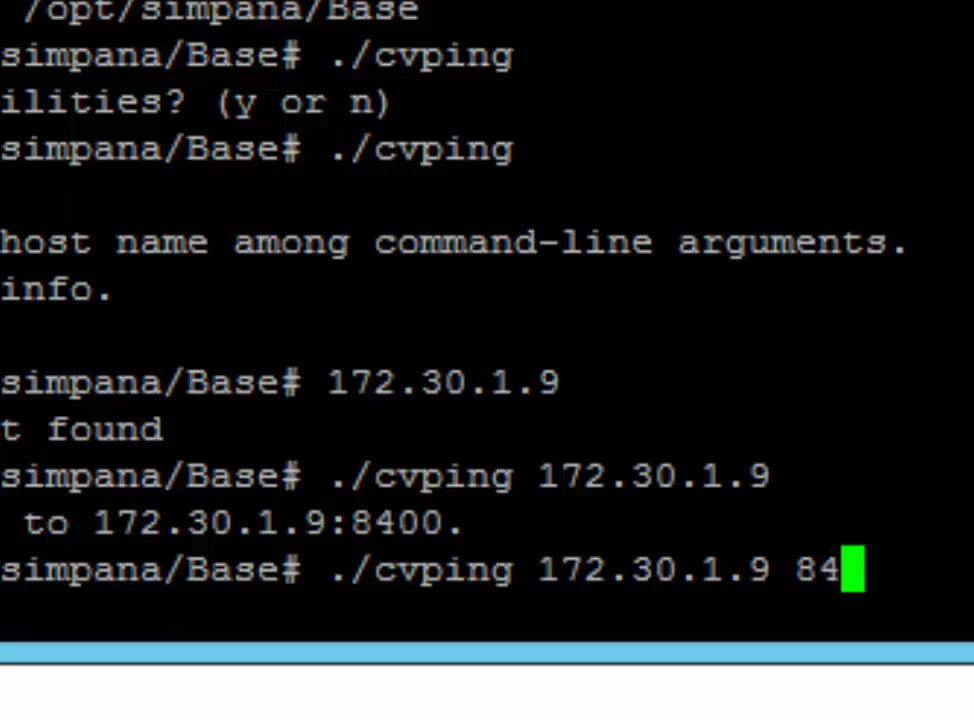 /opt/simpana/Base
simpana/Base# ./cvping
ilities? (y or n)
simpana/Base# ./cvping
host name among command-line arguments.
info.
simpana/Base# 172.30.1.9
t found
simpana/Base# ./cvping 172.30.1.9
to 172.30.1.9:8400.
simpana/Base# ./cvping 172.30.1.9 84